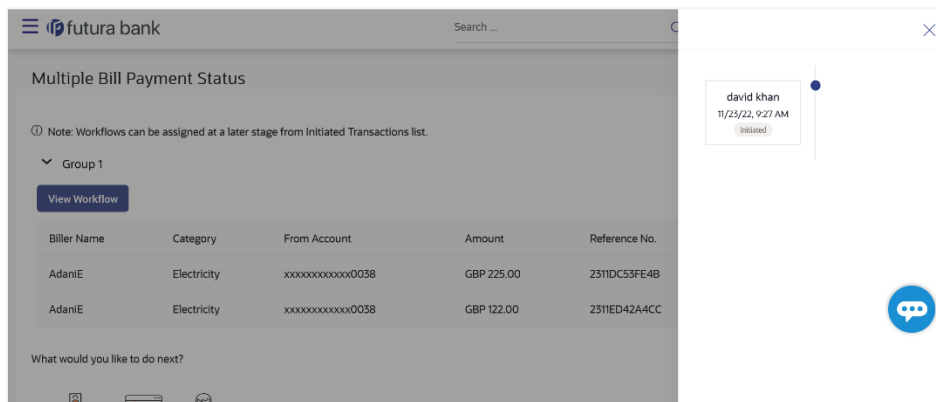 futura bank
Search ...
Multiple Bill Payment Status
Note: Workflows can be assigned at a later stage from Initiated Transactions list.
Group 1
View Workflow
Biller Name Category From Account Amount Reference No.
AdaniE Electricity xxxxxxxxxxxx0038 GBP 225.00 2311DC53FE4B
AdaniE Electricity xxxxxxxxxxxx0038 GBP 122.00 2311ED42A4CC
What would you like to do next?
david khan
11/23/22, 9:27 AM
Initiated